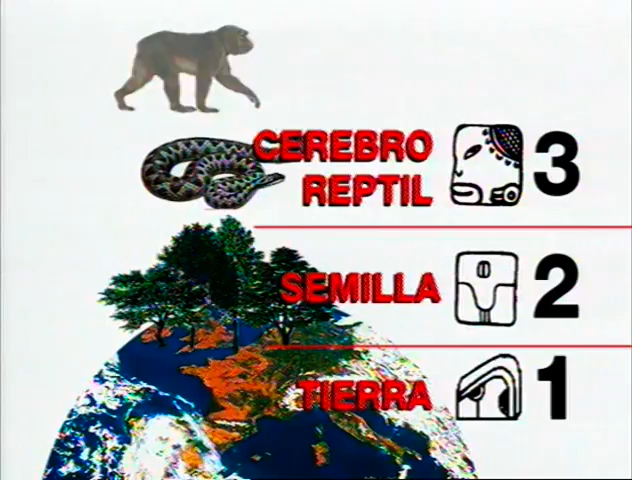 CEREBRO
REPTIL
3
SEMILLA
2
TIERRA
1